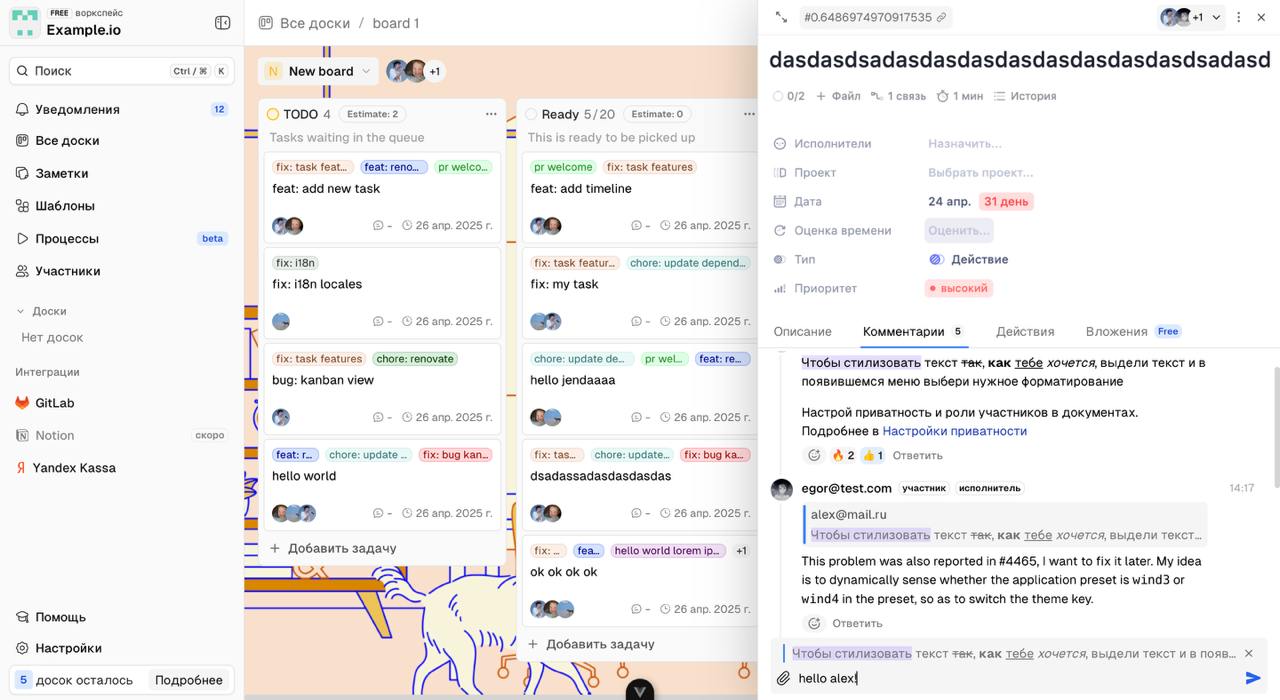 FREE воркспейс
Example.io
Поиск Ctrl / ⌘ K
Уведомления 12
Все доски
Заметки
Шаблоны
Процессы beta
Участники
Доски
Нет досок
Интеграции
GitLab
Notion скоро
Yandex Kassa
Помощь
Настройки
5 досок осталось Подробнее
Все доски / board 1
N New board +1
TODO 4 Estimate: 2
Tasks waiting in the queue
fix: task feat... feat: reno... pr welco...
feat: add new task
- 26 апр. 2025 г.
fix: i18n
fix: i18n locales
- 26 апр. 2025 г.
fix: task features chore: renovate
bug: kanban view
- 26 апр. 2025 г.
feat: r... chore: update ... fix: bug kan...
hello world
- 26 апр. 2025 г.
+ Добавить задачу
Ready 5/20 Estimate: 0
This is ready to be picked up
pr welcome fix: task features
feat: add timeline
- 26 апр. 2025 г.
fix: task featur... chore: update depend...
fix: my task
- 26 апр. 2025 г.
chore: update de... pr wel... feat: re...
hello jendaaaa
- 26 апр. 2025 г.
fix: tas... chore: update... fix: bug ka...
dsadassadasdasdasdas
- 26 апр. 2025 г.
fix: ... fea... hello world lorem ip... +1
ok ok ok ok
- 26 апр. 2025 г.
+ Добавить задачу
#0.6486974970917535 +1
dasdasdsadasdasdasdasdasdasdasdasdsadasd
0/2 + Файл 1 связь 1 мин История
Исполнители Назначить...
Проект Выбрать проект...
Дата 24 апр. 31 день
Оценка времени Оценить...
Тип Действие
Приоритет высокий
Описание Комментарии 5 Действия Вложения Free
Чтобы стилизовать текст так, как тебе хочется, выдели текст и в
появившемся меню выбери нужное форматирование
Настрой приватность и роли участников в документах.
Подробнее в Настройки приватности
🔥 2 👍 1 Ответить
egor@test.com участник исполнитель 14:17
alex@mail.ru
Чтобы стилизовать текст так, как тебе хочется, выдели текст...
This problem was also reported in #4465, I want to fix it later. My idea
is to dynamically sense whether the application preset is wind3 or
wind4 in the preset, so as to switch the theme key.
Ответить
Чтобы стилизовать текст так, как тебе хочется, выдели текст и в появ...
hello alex!